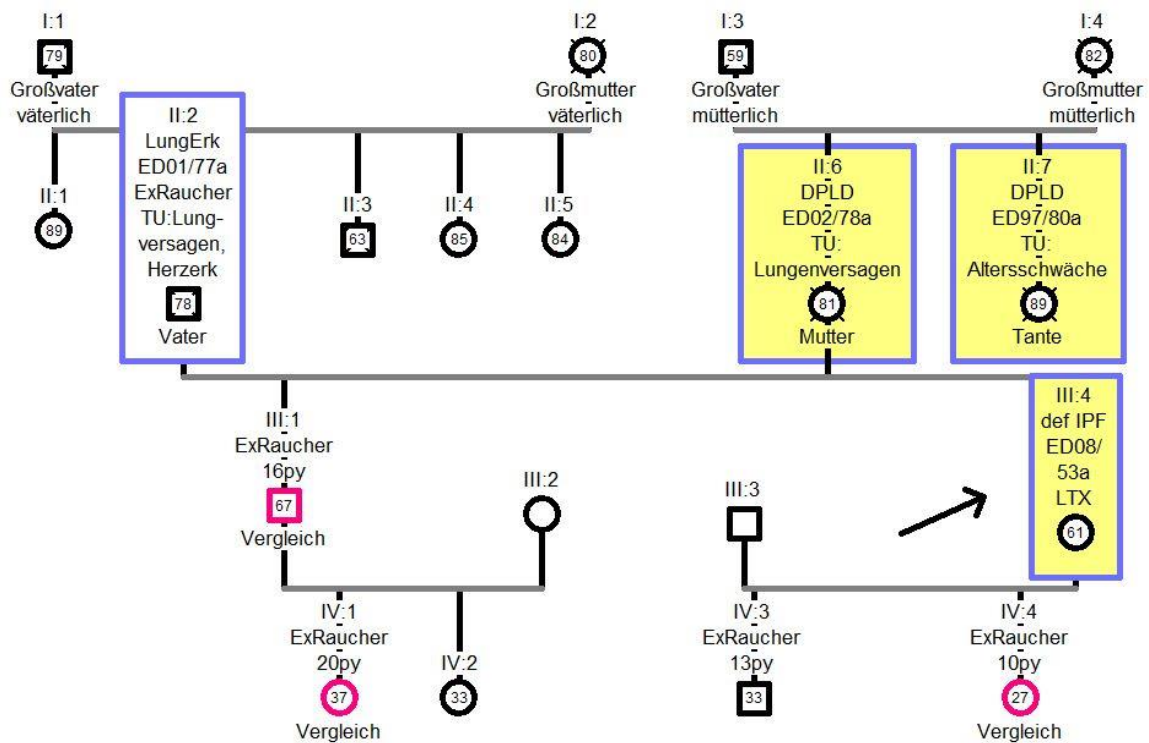 I:1
79
Großvater
väterlich
I:2
80
Großmutter
väterlich
I:3
59
Großvater
mütterlich
I:4
82
Großmutter
mütterlich
II:1
89
II:2
LungErk
ED01/77a
ExRaucher
TU:Lung-
versagen,
Herzerk
78
Vater
II:3
63
II:4
85
II:5
84
II:6
DPLD
ED02/78a
TU:
Lungenversagen
81
Mutter
II:7
DPLD
ED97/80a
TU:
Altersschwäche
89
Tante
III:1
ExRaucher
16py
67
Vergleich
III:2
III:3
III:4
def IPF
ED08/
53a
LTX
61
IV:1
ExRaucher
20py
37
Vergleich
IV:2
33
IV:3
ExRaucher
13py
33
IV:4
ExRaucher
10py
27
Vergleich